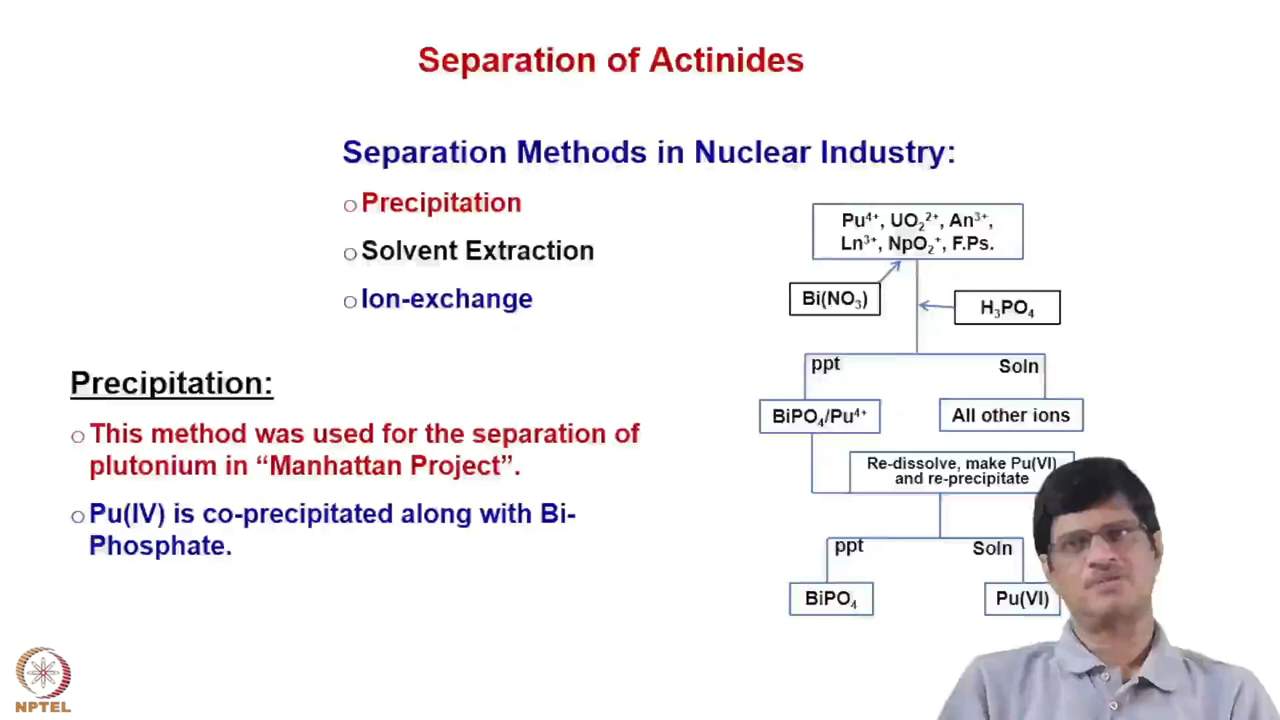 Separation of Actinides
Separation Methods in Nuclear Industry:
Precipitation
Solvent Extraction
Ion-exchange
Precipitation:
This method was used for the separation of
plutonium in “Manhattan Project”.
Pu(IV) is co-precipitated along with Bi-
Phosphate.
Pu⁴⁺, UO₂²⁺, An³⁺,
Ln³⁺, NpO₂⁺, F.Ps.
Bi(NO₃)
H₃PO₄
ppt
Soln
BiPO₄/Pu⁴⁺
All other ions
Re-dissolve, make Pu(VI)
and re-precipitate
ppt
Soln
BiPO₄
Pu(VI)
NPTEL